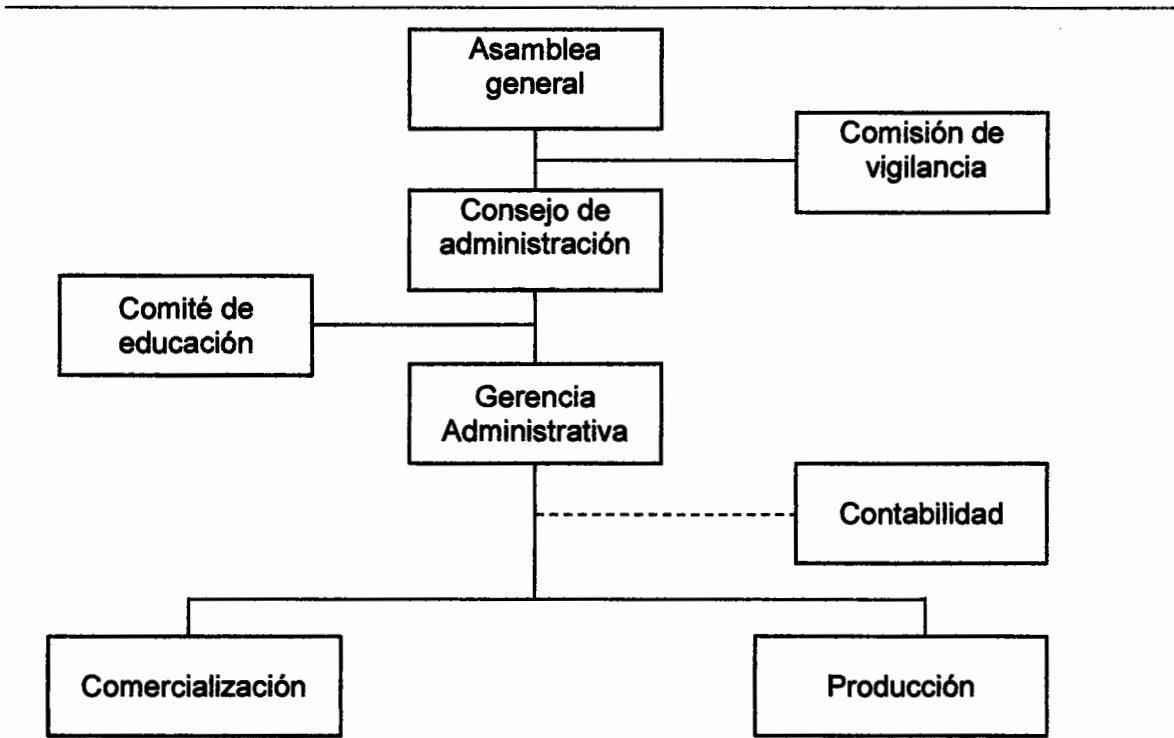 Asamblea
general
Comisión de
vigilancia
Consejo de
administración
Comité de
educación
Gerencia
Administrativa
Contabilidad
Comercialización
Producción